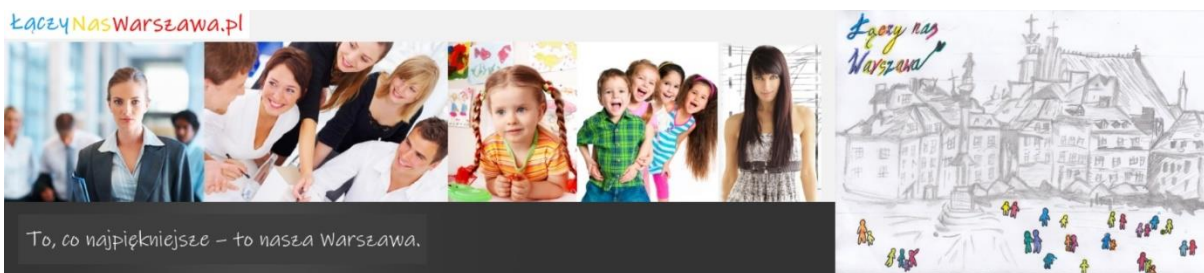 ŁączyNasWarszawa.pl
Łączy nas
Warszawa
To, co najpiękniejsze – to nasza Warszawa.